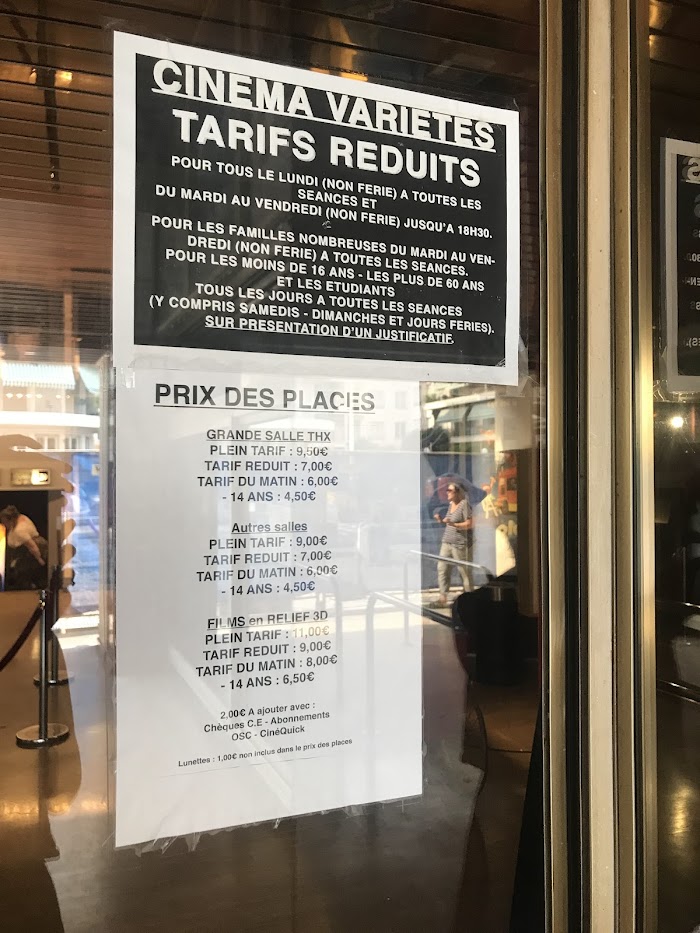 CINEMA VARIETES
TARIFS REDUITS
POUR TOUS LE LUNDI (NON FERIE) A TOUTES LES
SEANCES ET
DU MARDI AU VENDREDI (NON FERIE) JUSQU'A 18H30.
POUR LES FAMILLES NOMBREUSES DU MARDI AU VEN-
DREDI (NON FERIE) A TOUTES LES SEANCES.
POUR LES MOINS DE 16 ANS - LES PLUS DE 60 ANS
ET LES ETUDIANTS
TOUS LES JOURS A TOUTES LES SEANCES
(Y COMPRIS SAMEDIS - DIMANCHES ET JOURS FERIES).
SUR PRESENTATION D'UN JUSTIFICATIF.
PRIX DES PLACES
GRANDE SALLE THX
PLEIN TARIF : 9,50€
TARIF REDUIT : 7,00€
TARIF DU MATIN : 6,00€
- 14 ANS : 4,50€
Autres salles
PLEIN TARIF : 9,00€
TARIF REDUIT : 7,00€
TARIF DU MATIN : 6,00€
- 14 ANS : 4,50€
FILMS en RELIEF 3D
PLEIN TARIF : 11,00€
TARIF REDUIT : 9,00€
TARIF DU MATIN : 8,00€
- 14 ANS : 6,50€
2,00€ A ajouter avec :
Chèques C.E - Abonnements
OSC - CinéQuick
Lunettes : 1,00€ non inclus dans le prix des places